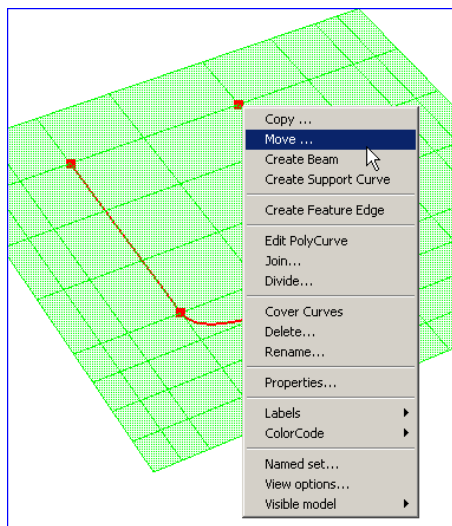 Copy ...
Move ...
Create Beam
Create Support Curve
Create Feature Edge
Edit PolyCurve
Join...
Divide...
Cover Curves
Delete...
Rename...
Properties...
Labels
ColorCode
Named set...
View options...
Visible model